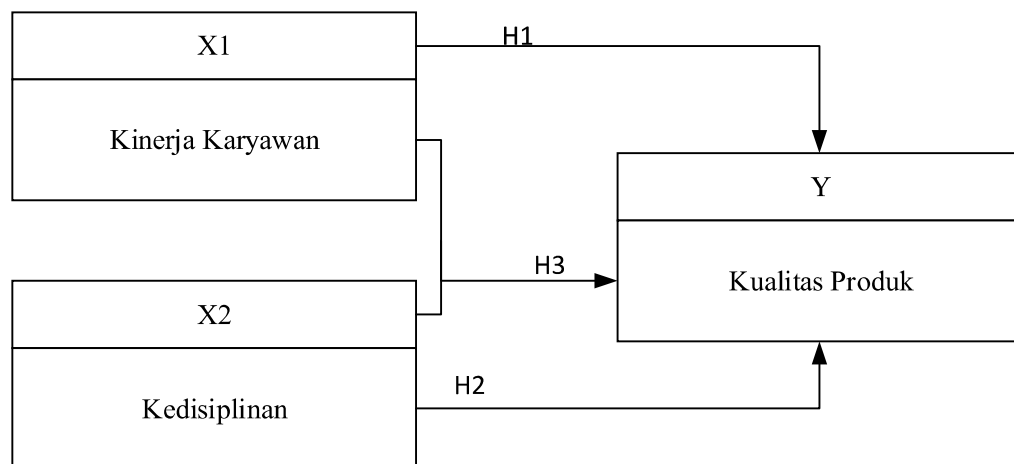 X1
H1
Kinerja Karyawan
Y
H3
Kualitas Produk
X2
H2
Kedisiplinan